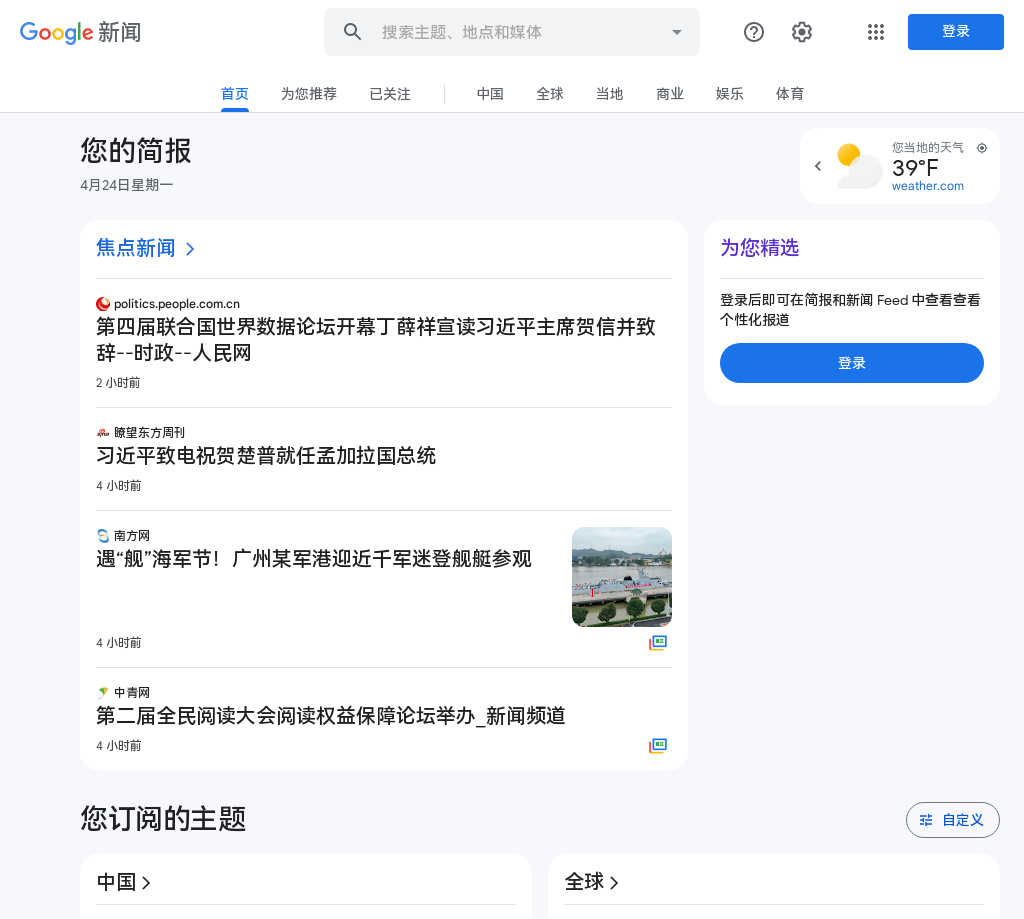 Google 新闻
搜索主题、地点和媒体
登录
首页
为您推荐
已关注
中国
全球
当地
商业
娱乐
体育
您的简报
4月24日星期一
您当地的天气
39°F
weather.com
焦点新闻
politics.people.com.cn
第四届联合国世界数据论坛开幕丁薛祥宣读习近平主席贺信并致
辞--时政--人民网
2 小时前
瞭望东方周刊
习近平致电祝贺楚普就任孟加拉国总统
4 小时前
南方网
遇“舰”海军节！广州某军港迎近千军迷登舰艇参观
4 小时前
中青网
第二届全民阅读大会阅读权益保障论坛举办_新闻频道
4 小时前
为您精选
登录后即可在简报和新闻 Feed 中查看查看
个性化报道
登录
您订阅的主题
自定义
中国
全球